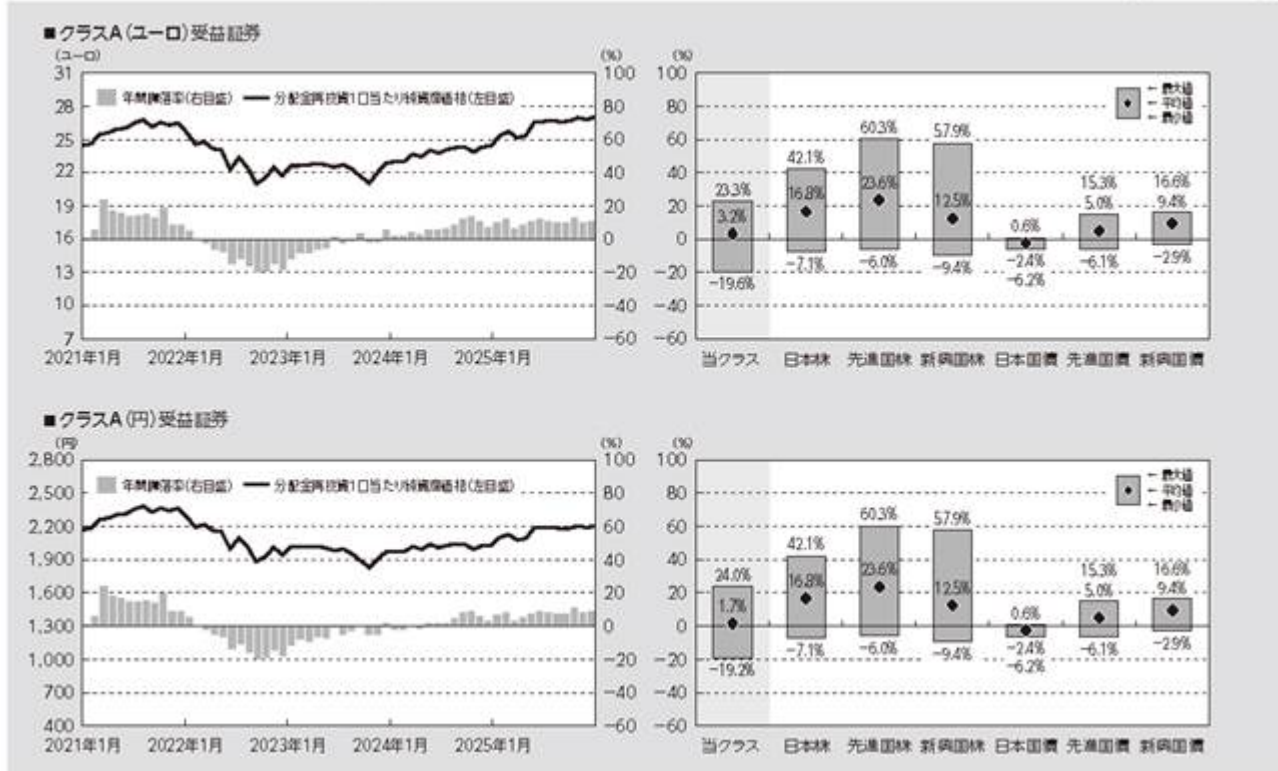 ■クラスA(ユーロ)受益証券
(ユーロ) (%) (%)
年間騰落率(右目盛) 分配金再投資1口当たり純資産価格(左目盛)
31
28
25
22
19
16
13
10
7
100
80
60
40
20
0
−20
−40
−60
2021年1月 2022年1月 2023年1月 2024年1月 2025年1月
100
80
60
40
20
0
−20
−40
−60
←最大値
←平均値
←最小値
23.3% 42.1% 60.3% 57.9% 0.6% 15.3% 16.6%
3.2% 16.8% 23.6% 12.5% −2.4% 5.0% 9.4%
−19.6% −7.1% −6.0% −9.4% −6.2% −6.1% −2.9%
当クラス 日本株 先進国株 新興国株 日本国債 先進国債 新興国債
■クラスA(円)受益証券
(円) (%) (%)
年間騰落率(右目盛) 分配金再投資1口当たり純資産価格(左目盛)
2,800
2,500
2,200
1,900
1,600
1,300
1,000
700
400
100
80
60
40
20
0
−20
−40
−60
2021年1月 2022年1月 2023年1月 2024年1月 2025年1月
100
80
60
40
20
0
−20
−40
−60
←最大値
←平均値
←最小値
24.0% 42.1% 60.3% 57.9% 0.6% 15.3% 16.6%
1.7% 16.8% 23.6% 12.5% −2.4% 5.0% 9.4%
−19.2% −7.1% −6.0% −9.4% −6.2% −6.1% −2.9%
当クラス 日本株 先進国株 新興国株 日本国債 先進国債 新興国債